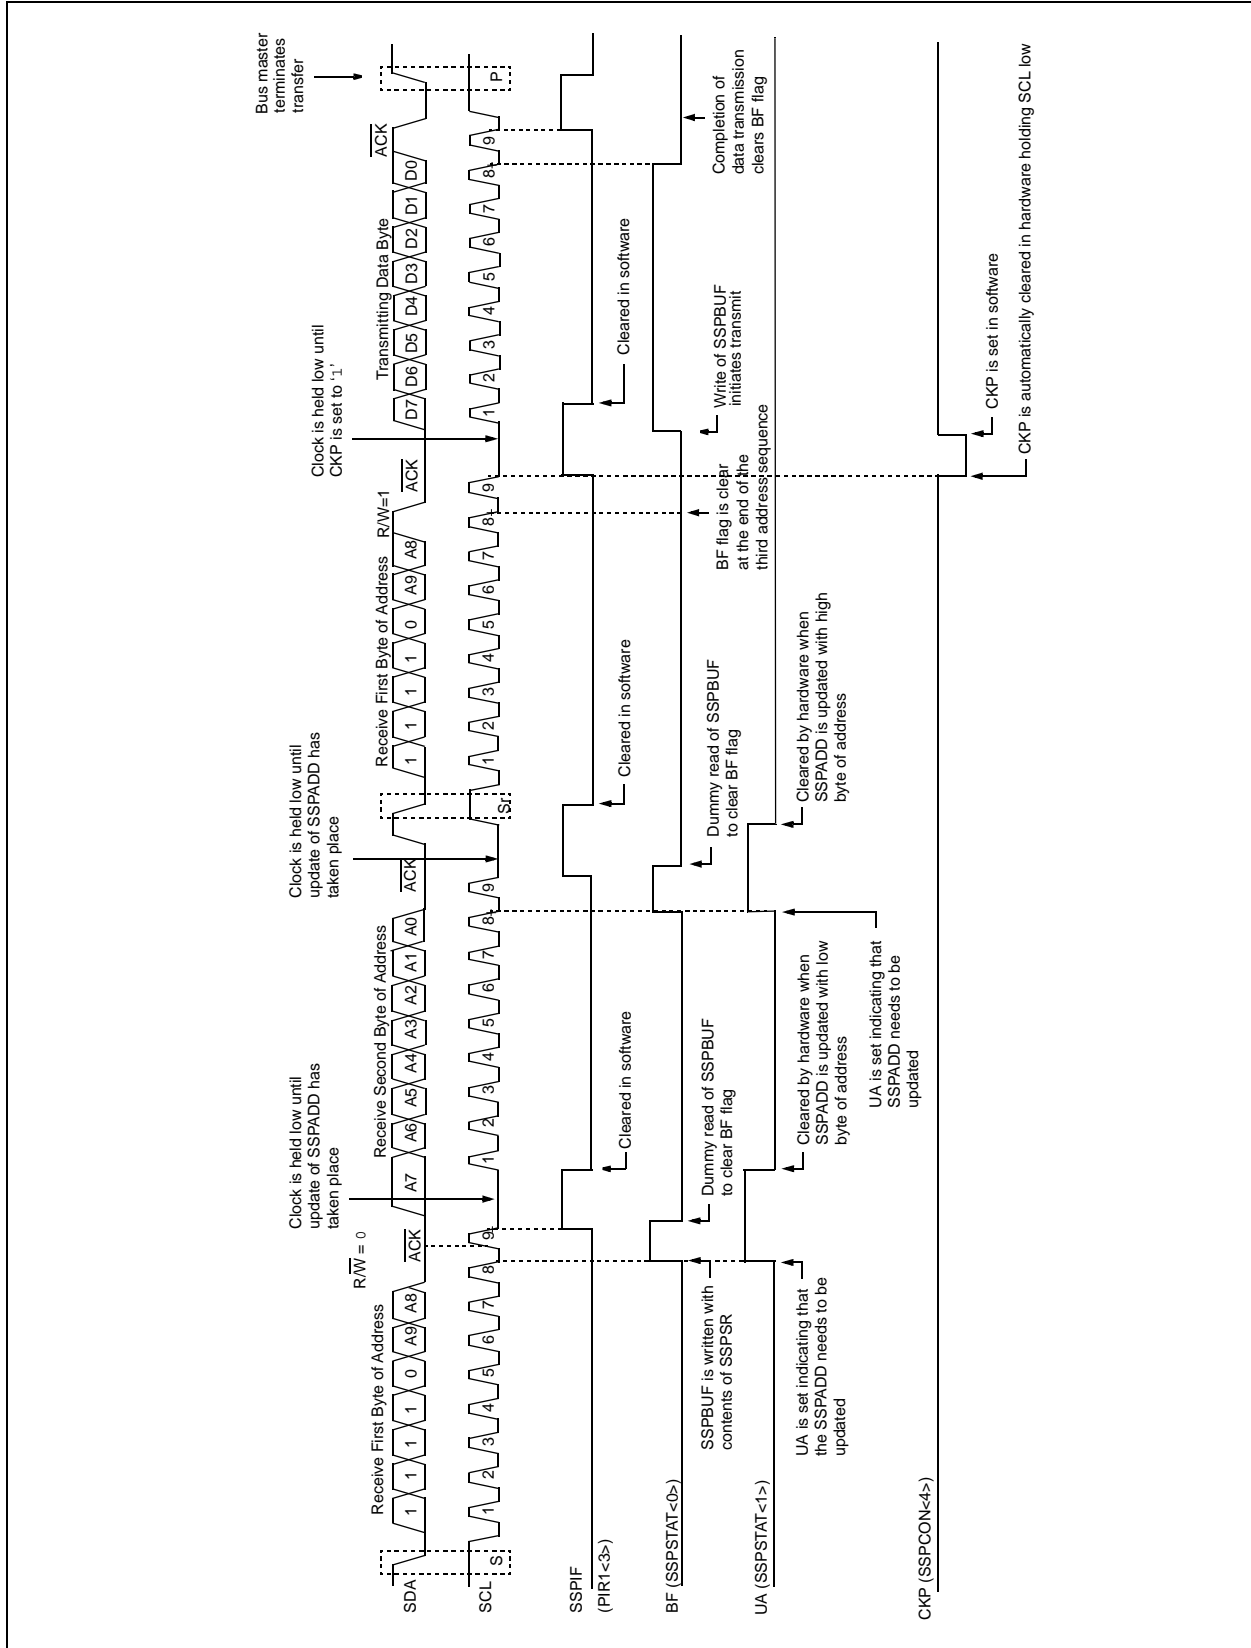 Bus master
terminates
transfer
Clock is held low until
update of SSPADD has
taken place
Clock is held low until
update of SSPADD has
taken place
Clock is held low until
CKP is set to ‘1’
R/W = 0
R/W=1
Receive First Byte of Address
ACK
Receive Second Byte of Address
ACK
Receive First Byte of Address
ACK
Transmitting Data Byte
ACK
SDA
1 1 1 1 0 A9 A8
A7 A6 A5 A4 A3 A2 A1 A0
1 1 1 1 0 A9 A8
D7 D6 D5 D4 D3 D2 D1 D0
SCL
S 1 2 3 4 5 6 7 8 9
1 2 3 4 5 6 7 8 9
Sr 1 2 3 4 5 6 7 8 9
1 2 3 4 5 6 7 8 9 P
SSPIF
(PIR1<3>)
Cleared in software
Cleared in software
Cleared in software
BF (SSPSTAT<0>)
SSPBUF is written with
contents of SSPSR
Dummy read of SSPBUF
to clear BF flag
Dummy read of SSPBUF
to clear BF flag
BF flag is clear
at the end of the
third address sequence
Write of SSPBUF
initiates transmit
Completion of
data transmission
clears BF flag
UA (SSPSTAT<1>)
UA is set indicating that
the SSPADD needs to be
updated
Cleared by hardware when
SSPADD is updated with low
byte of address
UA is set indicating that
SSPADD needs to be
updated
Cleared by hardware when
SSPADD is updated with high
byte of address
CKP (SSPCON<4>)
CKP is set in software
CKP is automatically cleared in hardware holding SCL low